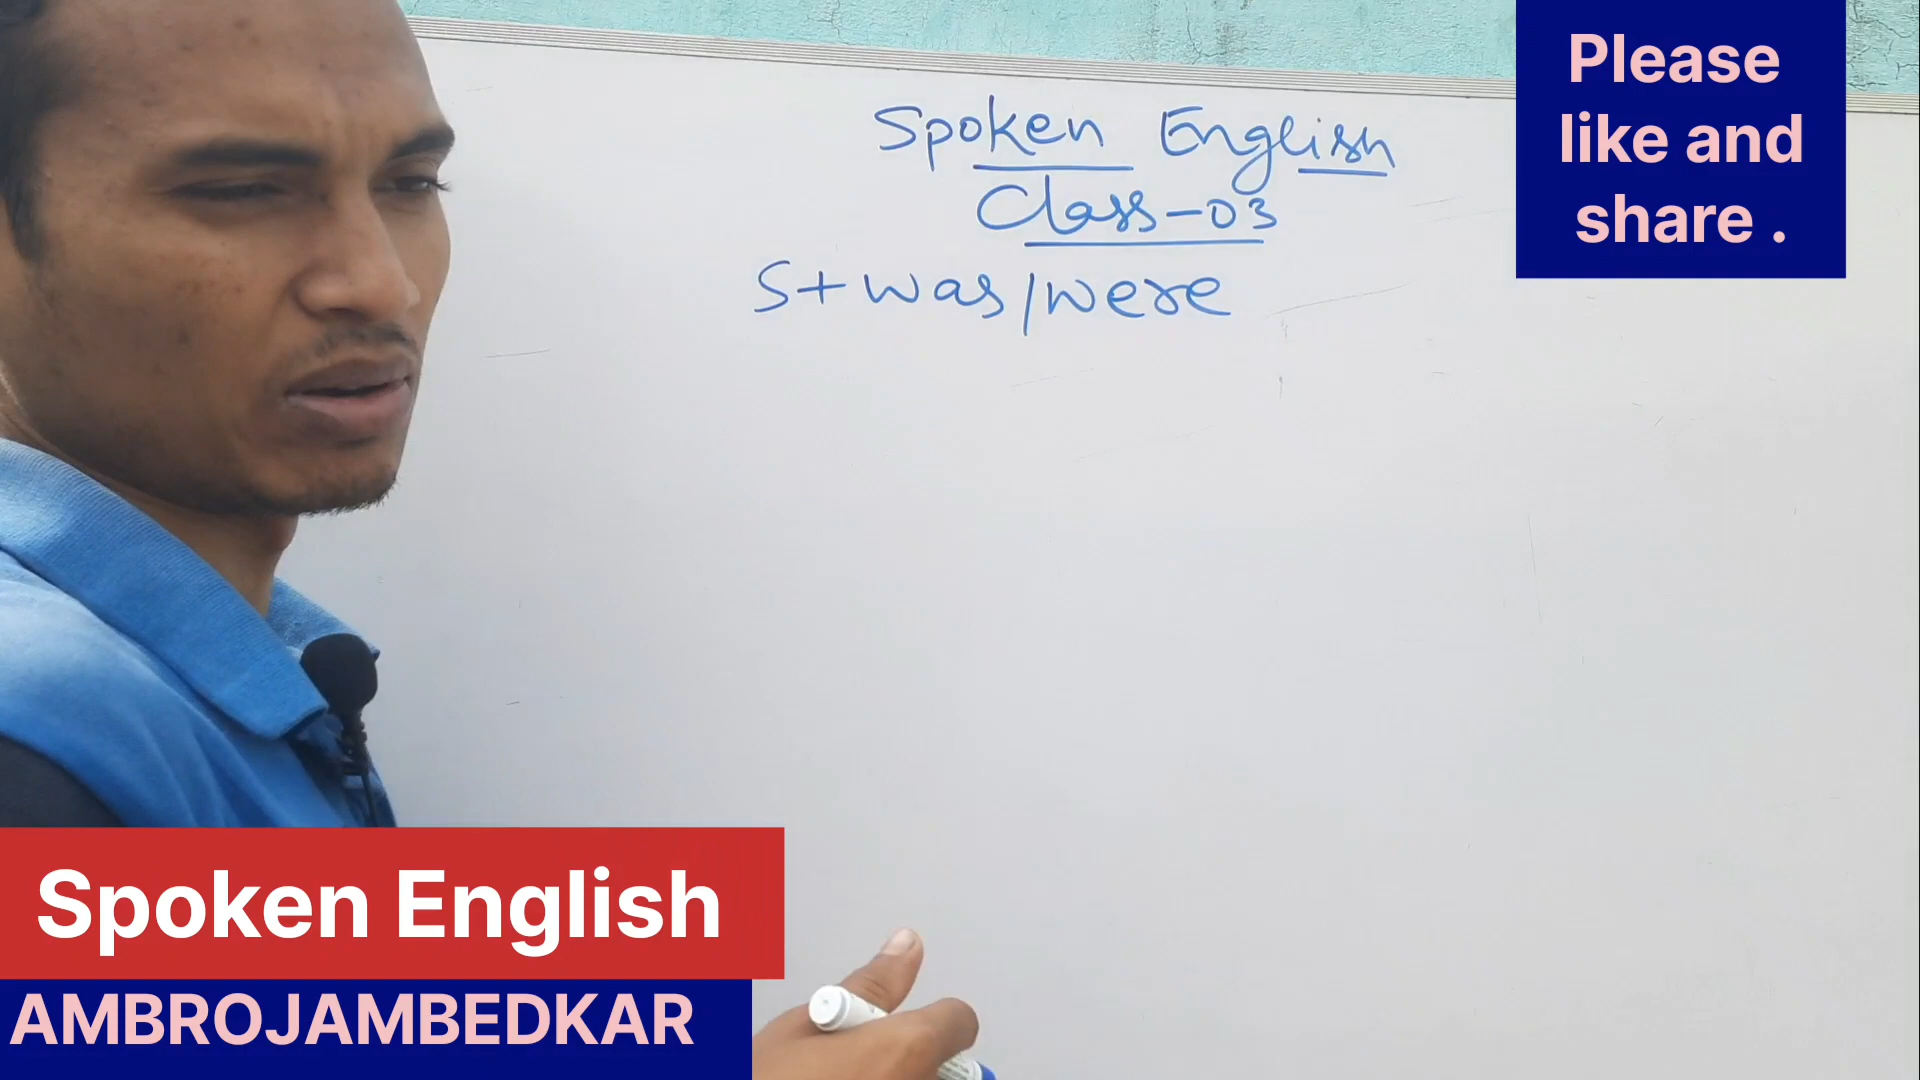 Spoken English
Class-03
S+was/were
Please
like and
share .
Spoken English
AMBROJAMBEDKAR